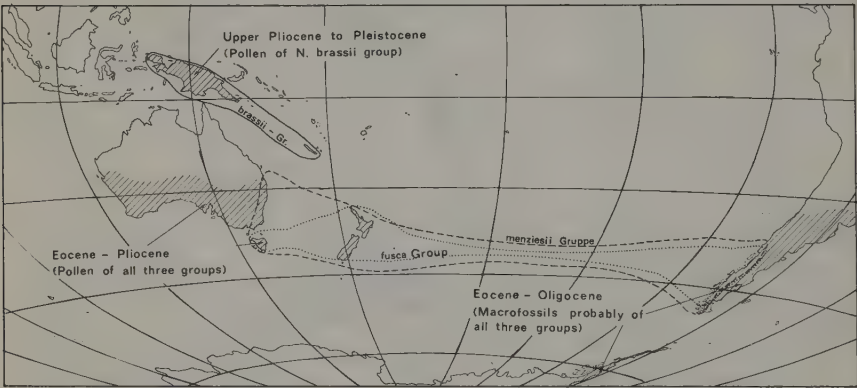 Upper Pliocene to Pleistocene
(Pollen of N. brassii group)
brassii - Gr.
Eocene - Pliocene
(Pollen of all three groups)
menziesii Gruppe
fusca Group
Eocene - Oligocene
(Macrofossils probably of
all three groups)